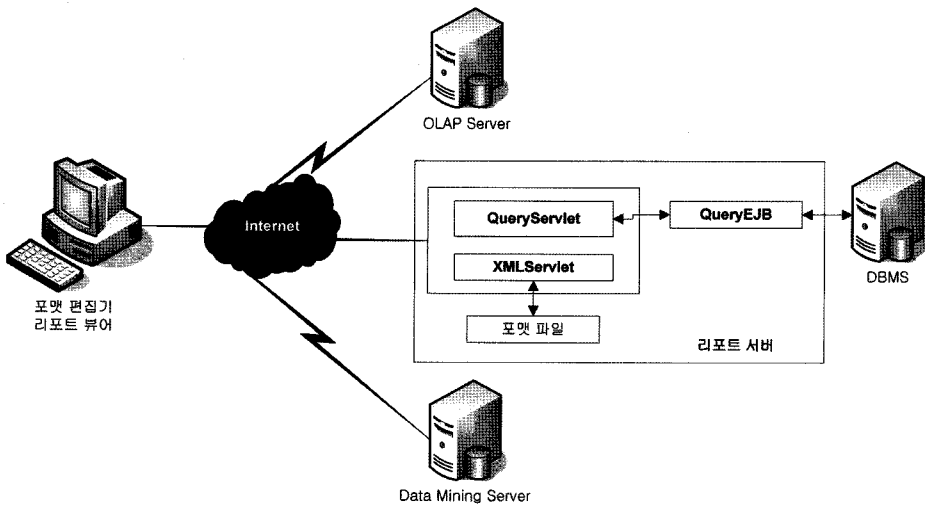 OLAP Server
Internet
QueryServlet
QueryEJB
XMLServlet
DBMS
포맷 편집기
리포트 뷰어
포맷 파일
리포트 서버
Data Mining Server